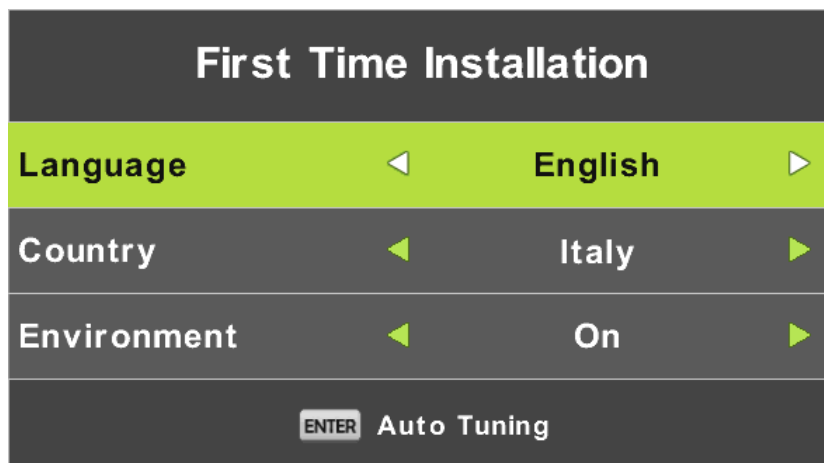 First Time Installation
Language English
Country Italy
Environment On
ENTER Auto Tuning